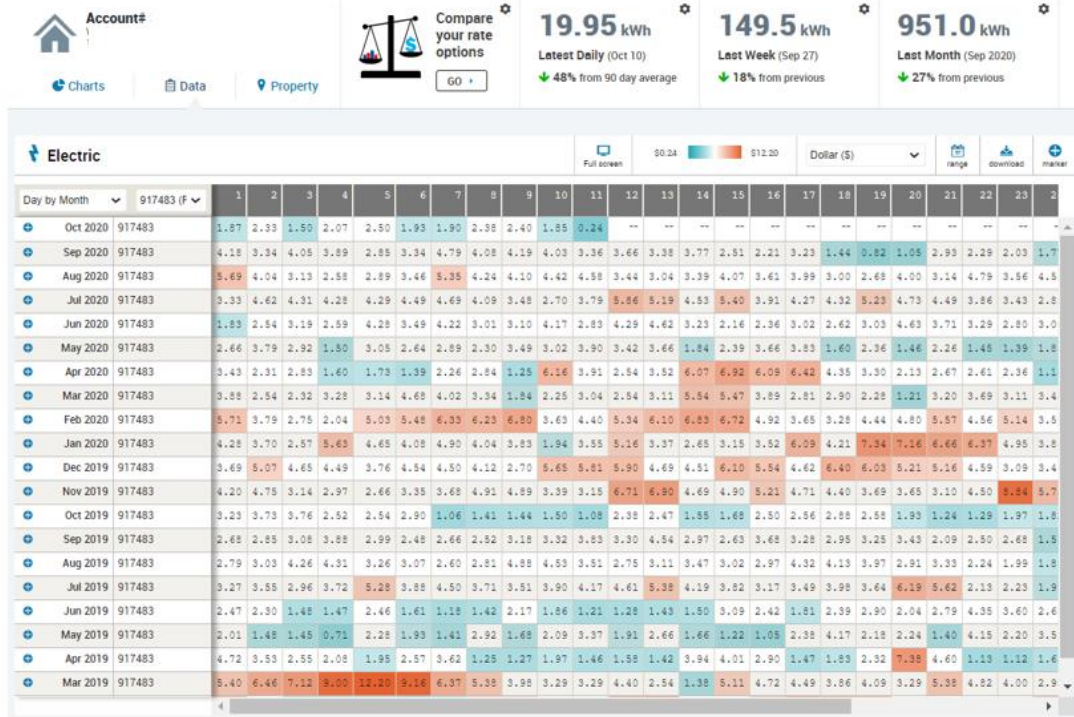 Account#
Compare your rate options
GO ›
19.95 kWh
Latest Daily (Oct 10)
48% from 90 day average
149.5 kWh
Last Week (Sep 27)
18% from previous
951.0 kWh
Last Month (Sep 2020)
27% from previous
Charts Data Property
Electric
Full screen $0.24 $12.20 Dollar ($) range download marker
Day by Month 917483 (F 1 2 3 4 5 6 7 8 9 10 11 12 13 14 15 16 17 18 19 20 21 22 23 2
Oct 2020 917483 1.87 2.33 1.50 2.07 2.50 1.93 1.90 2.38 2.40 1.85 0.24 -- -- -- -- -- -- -- -- -- -- -- --
Sep 2020 917483 4.18 3.34 4.05 3.89 2.85 3.34 4.79 4.08 4.19 4.03 3.36 3.66 3.38 3.77 2.51 2.21 3.23 1.44 0.82 1.05 2.93 2.29 2.03 1.7
Aug 2020 917483 5.69 4.04 3.13 2.58 2.89 3.46 5.35 4.24 4.10 4.42 4.58 3.44 3.04 3.39 4.07 3.61 3.99 3.00 2.68 4.00 3.14 4.79 3.56 4.5
Jul 2020 917483 3.33 4.62 4.31 4.28 4.29 4.49 4.69 4.09 3.48 2.70 3.79 5.86 5.19 4.53 5.40 3.91 4.27 4.32 5.23 4.73 4.49 3.86 3.43 2.8
Jun 2020 917483 1.83 2.54 3.19 2.59 4.28 3.49 4.22 3.01 3.10 4.17 2.83 4.29 4.62 3.23 2.16 2.36 3.02 2.62 3.03 4.63 3.71 3.29 2.80 3.0
May 2020 917483 2.66 3.79 2.92 1.50 3.05 2.64 2.89 2.30 3.49 3.02 3.90 3.42 3.66 1.84 2.39 3.66 3.83 1.60 2.36 1.46 2.26 1.45 1.39 1.8
Apr 2020 917483 3.43 2.31 2.83 1.60 1.73 1.39 2.26 2.84 1.25 6.16 3.91 2.54 3.52 6.07 6.92 6.09 6.42 4.35 3.30 2.13 2.67 2.61 2.36 1.1
Mar 2020 917483 3.88 2.54 2.32 3.28 3.14 4.68 4.02 3.34 1.84 2.25 3.04 2.54 3.11 5.54 5.47 3.89 2.81 2.90 2.28 1.21 3.20 3.69 3.11 3.4
Feb 2020 917483 5.71 3.79 2.75 2.04 5.03 5.48 6.33 6.23 6.80 3.63 4.40 5.34 6.10 6.83 6.72 4.92 3.65 3.28 4.44 4.80 5.57 4.56 5.14 3.5
Jan 2020 917483 4.28 3.70 2.57 5.63 4.65 4.08 4.90 4.04 3.83 1.94 3.55 5.16 3.37 2.65 3.15 3.52 6.09 4.21 7.34 7.16 6.66 6.37 4.95 3.8
Dec 2019 917483 3.69 5.07 4.65 4.49 3.76 4.54 4.50 4.12 2.70 5.65 5.81 5.90 4.69 4.51 6.10 5.54 4.62 6.40 6.03 5.21 5.16 4.59 3.09 3.4
Nov 2019 917483 4.20 4.75 3.14 2.97 2.66 3.35 3.68 4.91 4.89 3.39 3.15 6.71 6.90 4.69 4.90 5.21 4.71 4.40 3.69 3.65 3.10 4.50 8.84 5.7
Oct 2019 917483 3.23 3.73 3.76 2.52 2.54 2.90 1.06 1.41 1.44 1.50 1.08 2.38 2.47 1.55 1.68 2.50 2.56 2.88 2.58 1.93 1.24 1.29 1.97 1.8
Sep 2019 917483 2.68 2.85 3.08 3.88 2.99 2.48 2.66 2.52 3.18 3.32 3.83 3.30 4.54 2.97 2.63 3.68 3.28 2.95 3.25 3.43 2.09 2.50 2.68 1.5
Aug 2019 917483 2.79 3.03 4.26 4.31 3.26 3.07 2.60 2.81 4.88 4.53 3.51 2.75 3.11 3.47 3.02 2.97 4.32 4.13 3.97 2.91 3.33 2.24 1.99 1.8
Jul 2019 917483 3.27 3.55 2.96 3.72 5.28 3.88 4.50 3.71 3.51 3.90 4.17 4.61 5.38 4.19 3.82 3.17 3.49 3.98 3.64 6.19 5.62 2.13 2.23 1.9
Jun 2019 917483 2.47 2.30 1.48 1.47 2.46 1.61 1.18 1.42 2.17 1.86 1.21 1.28 1.43 1.50 3.09 2.42 1.81 2.39 2.90 2.04 2.79 4.35 3.60 2.6
May 2019 917483 2.01 1.48 1.45 0.71 2.28 1.93 1.41 2.92 1.68 2.09 3.37 1.91 2.66 1.66 1.22 1.05 2.38 4.17 2.18 2.24 1.40 4.15 2.20 3.5
Apr 2019 917483 4.72 3.53 2.55 2.08 1.95 2.57 3.62 1.25 1.27 1.97 1.46 1.58 1.42 3.94 4.01 2.90 1.47 1.83 2.32 7.38 4.60 1.13 1.12 1.6
Mar 2019 917483 5.40 6.46 7.12 9.00 12.20 9.16 6.37 5.38 3.98 3.29 3.29 4.40 2.54 1.38 5.11 4.72 4.49 3.86 4.09 3.29 5.38 4.82 4.00 2.9